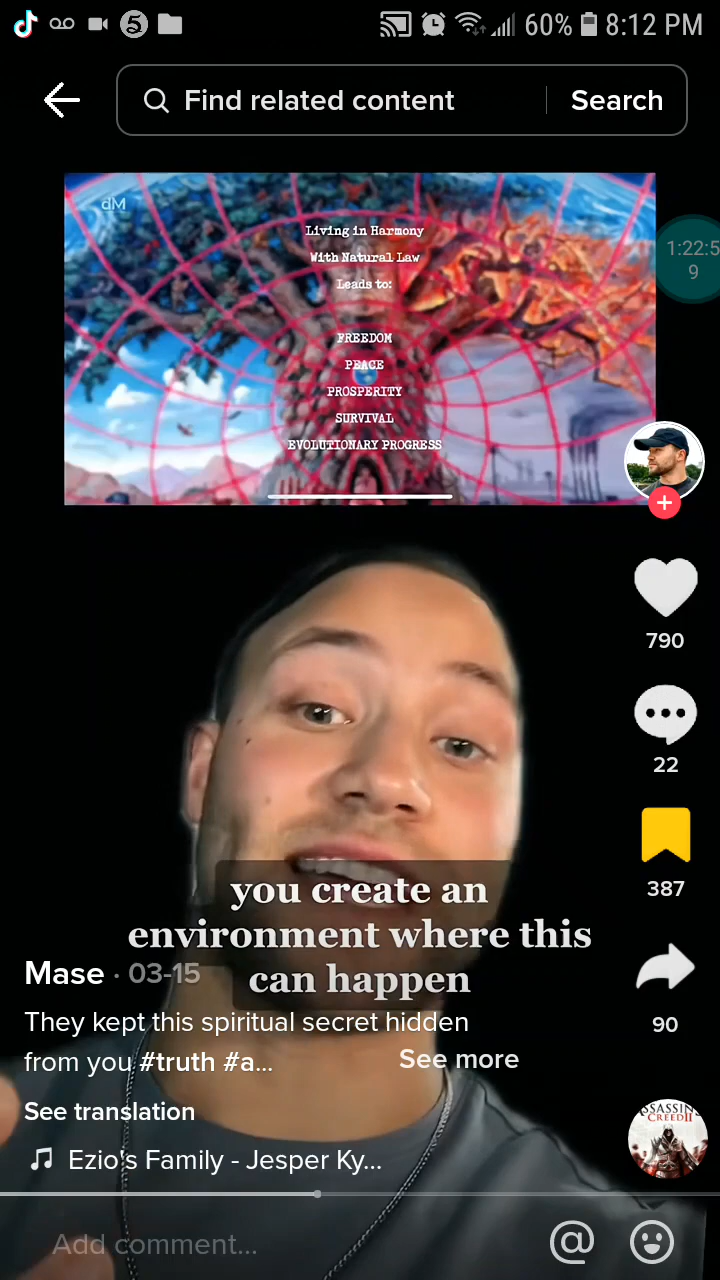 60% 8:12 PM
Find related content Search
dM
Living in Harmony
With Natural Law
Leads to:
FREEDOM
PEACE
PROSPERITY
SURVIVAL
EVOLUTIONARY PROGRESS
1:22:5
9
790
22
387
you create an
environment where this
can happen
Mase · 03-15
They kept this spiritual secret hidden
from you #truth #a... See more
90
See translation
ASSASSIN
CREED II
Ezio's Family - Jesper Ky...
Add comment...